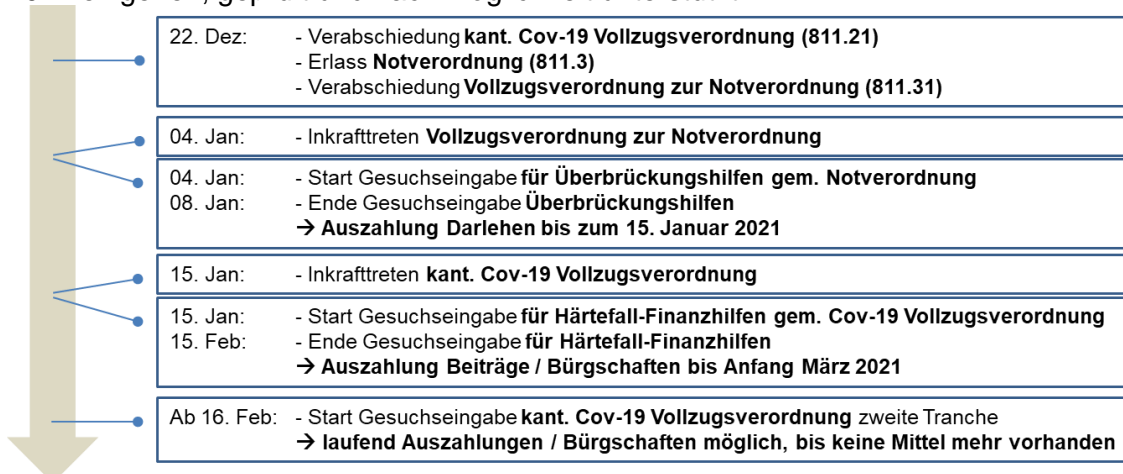 22. Dez: - Verabschiedung kant. Cov-19 Vollzugsverordnung (811.21)
- Erlass Notverordnung (811.3)
- Verabschiedung Vollzugsverordnung zur Notverordnung (811.31)
04. Jan: - Inkrafttreten Vollzugsverordnung zur Notverordnung
04. Jan: - Start Gesuchseingabe für Überbrückungshilfen gem. Notverordnung
08. Jan: - Ende Gesuchseingabe Überbrückungshilfen
→ Auszahlung Darlehen bis zum 15. Januar 2021
15. Jan: - Inkrafttreten kant. Cov-19 Vollzugsverordnung
15. Jan: - Start Gesuchseingabe für Härtefall-Finanzhilfen gem. Cov-19 Vollzugsverordnung
15. Feb: - Ende Gesuchseingabe für Härtefall-Finanzhilfen
→ Auszahlung Beiträge / Bürgschaften bis Anfang März 2021
Ab 16. Feb: - Start Gesuchseingabe kant. Cov-19 Vollzugsverordnung zweite Tranche
→ laufend Auszahlungen / Bürgschaften möglich, bis keine Mittel mehr vorhanden